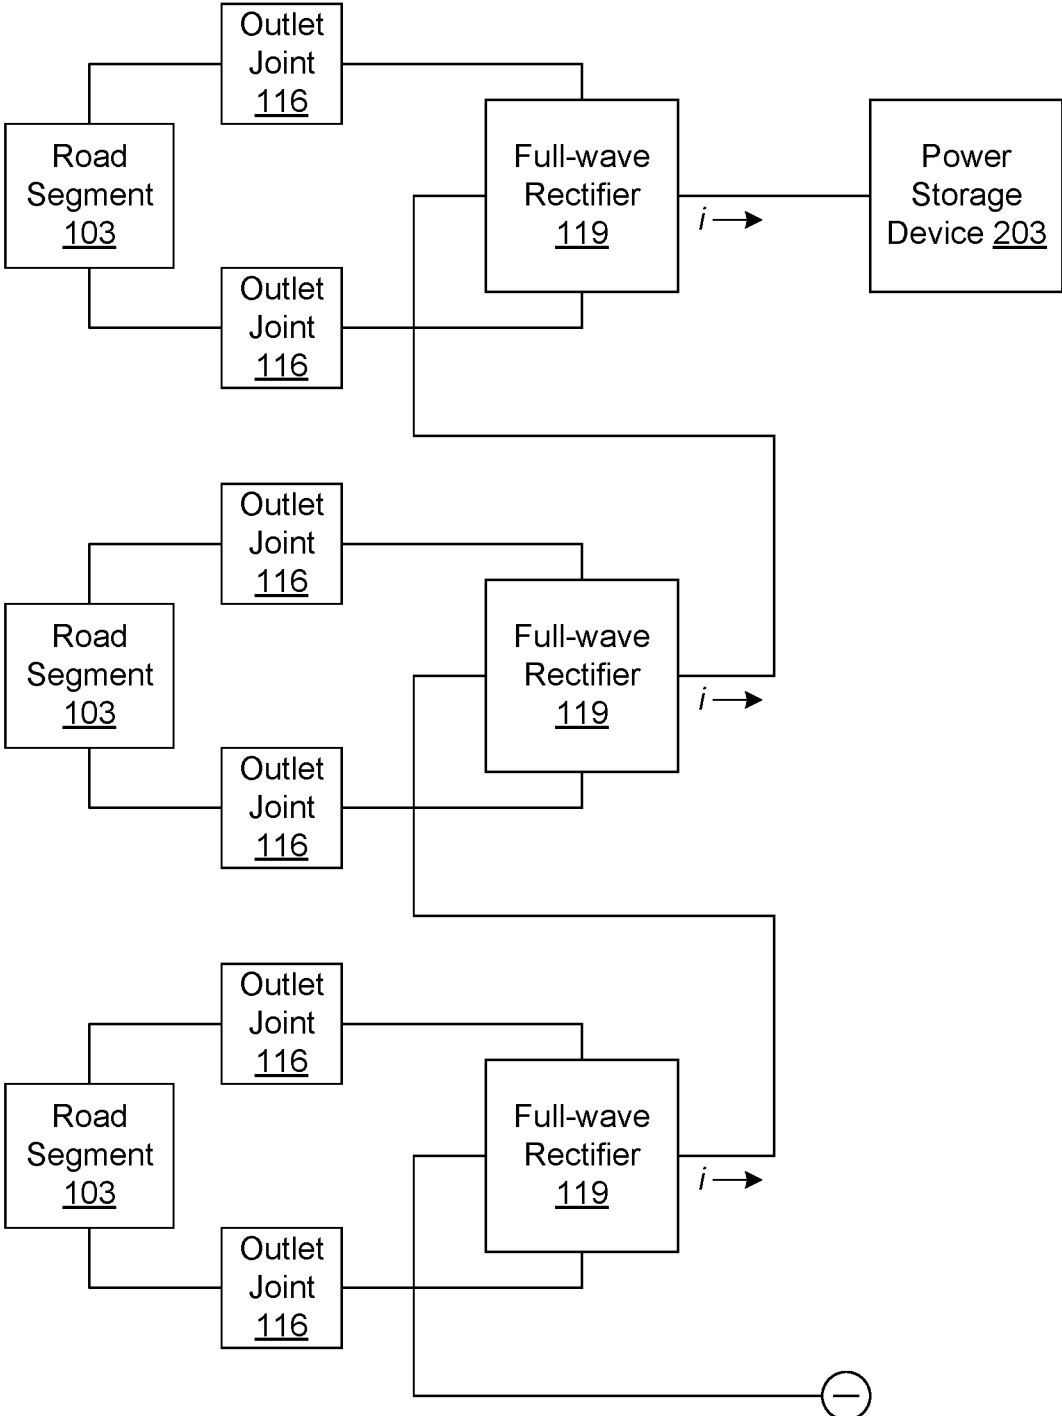 Outlet
Joint
116
Road
Segment
103
Full-wave
Rectifier
119
Power
Storage
Device 203
i
Outlet
Joint
116
Outlet
Joint
116
Road
Segment
103
Full-wave
Rectifier
119
i
Outlet
Joint
116
Outlet
Joint
116
Road
Segment
103
Full-wave
Rectifier
119
i
Outlet
Joint
116
−